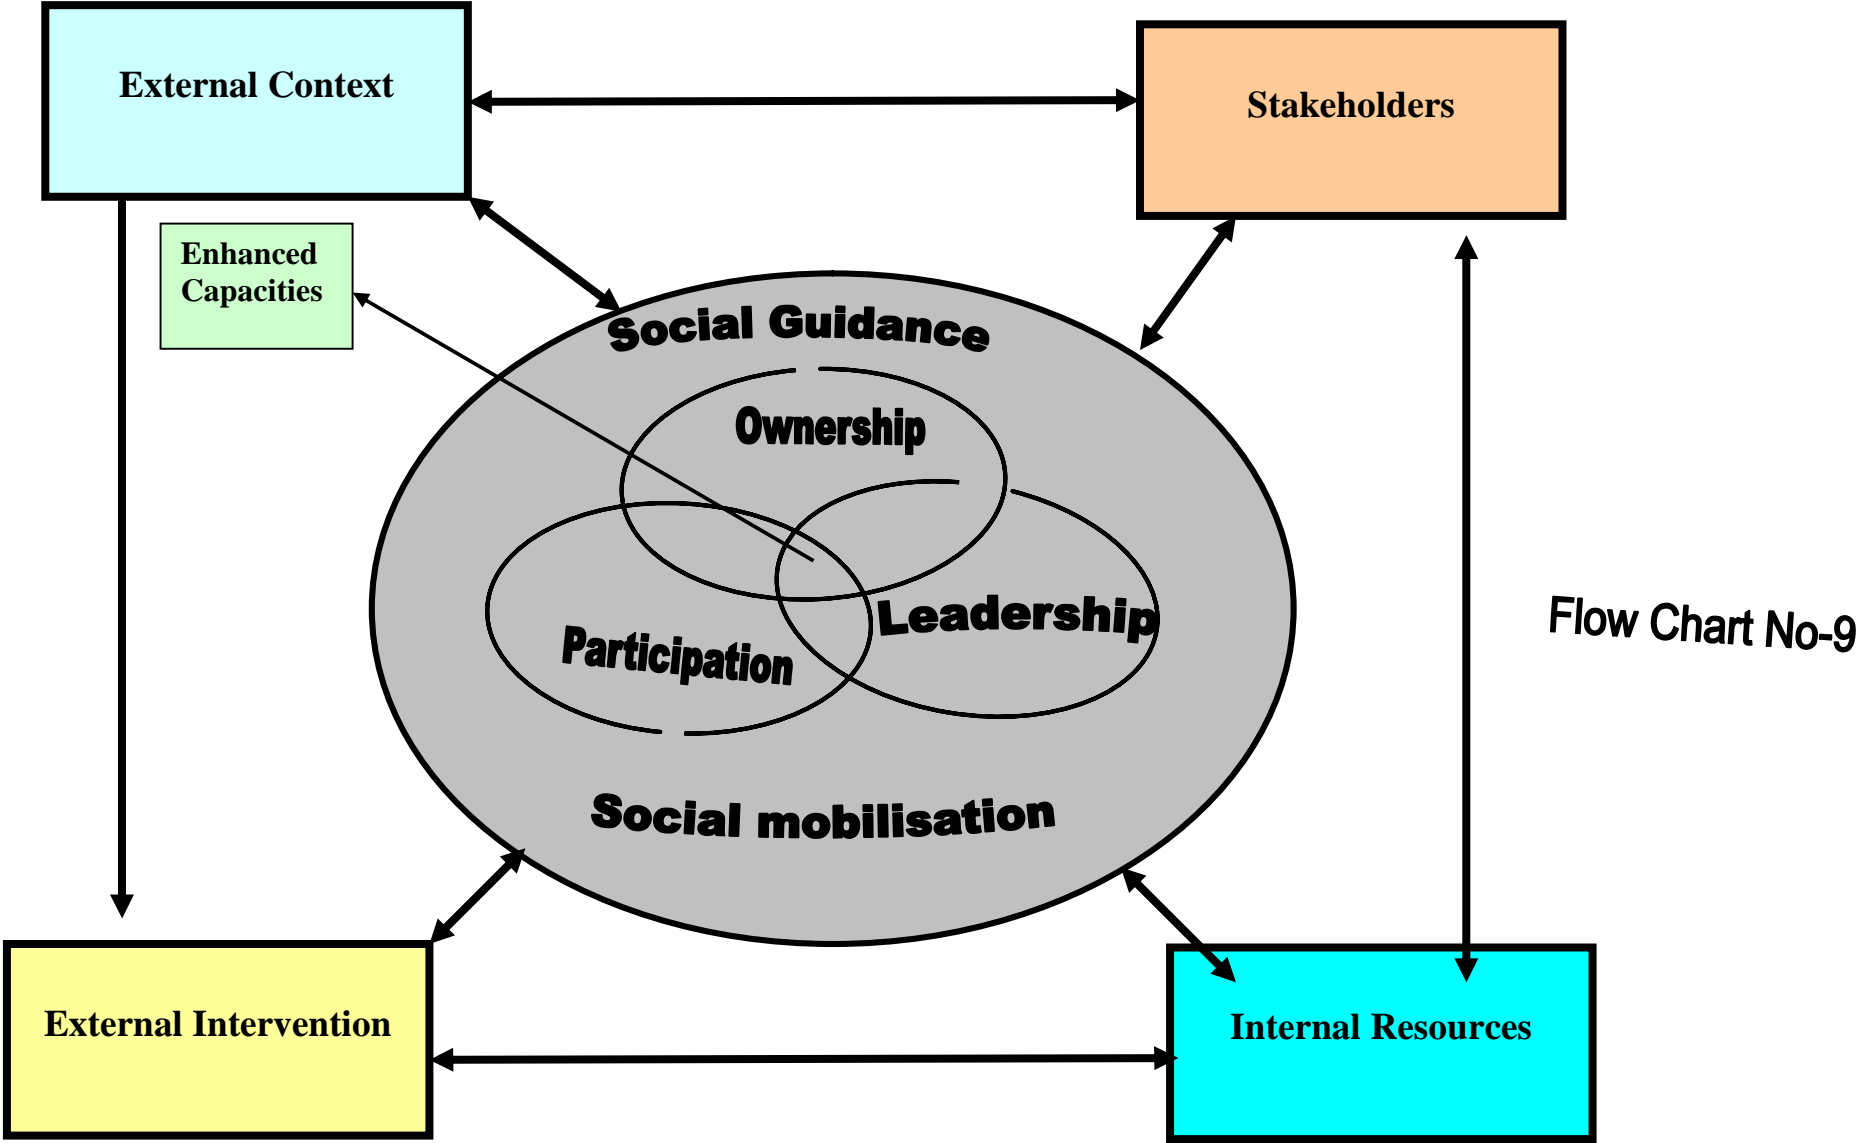 External Context
Stakeholders
Enhanced
Capacities
Social Guidance
Ownership
Leadership
Participation
Flow Chart No-9
Social mobilisation
External Intervention
Internal Resources